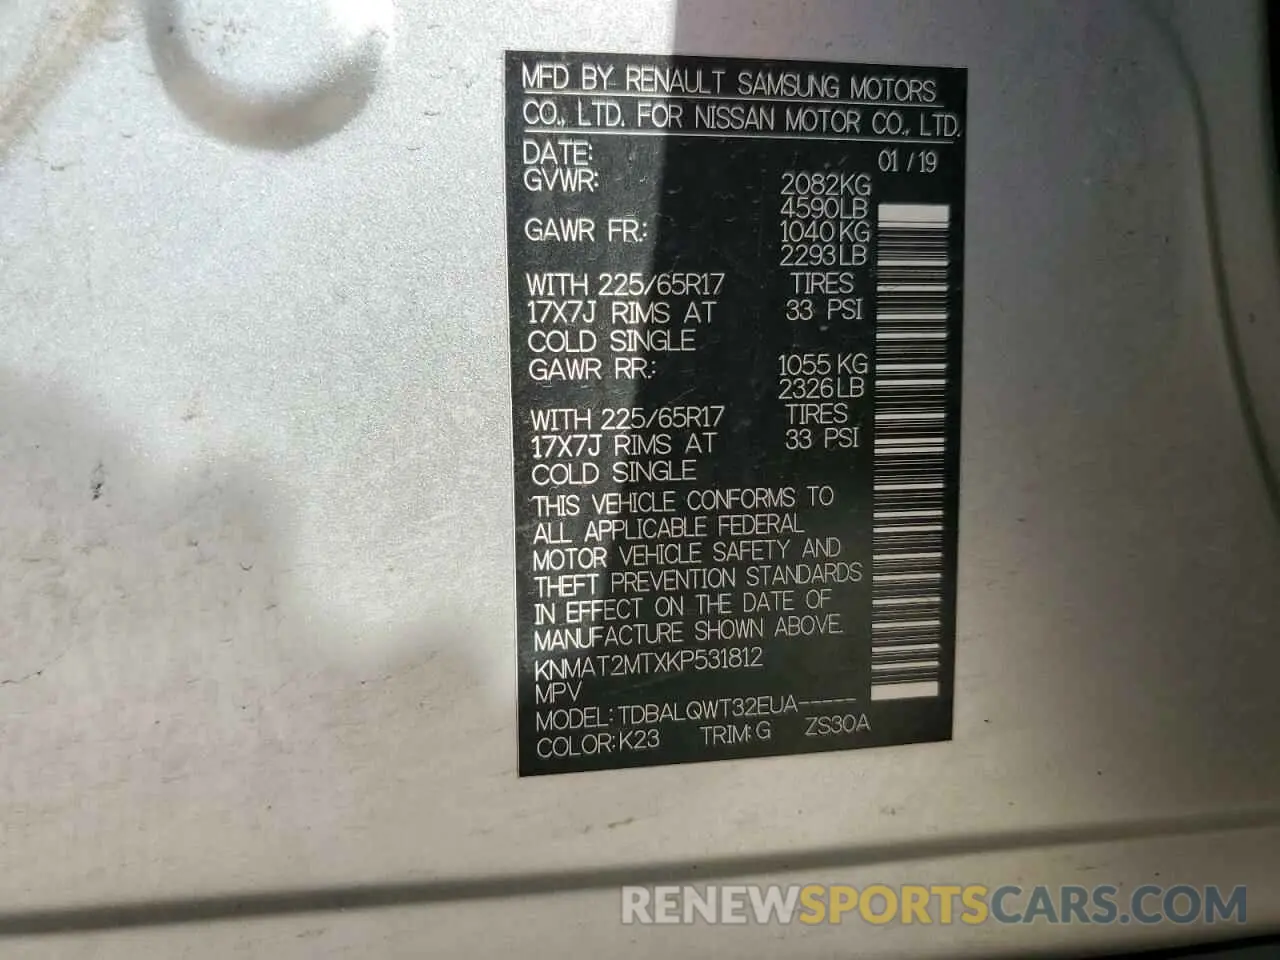 MFD BY RENAULT SAMSUNG MOTORS
CO., LTD. FOR NISSAN MOTOR CO., LTD.
DATE: 01 / 19
GVWR: 2082KG
4590LB
GAWR FR.: 1040KG
2293LB
WITH 225/65R17 TIRES
17X7J RIMS AT 33 PSI
COLD SINGLE
GAWR RR.: 1055KG
2326LB
WITH 225/65R17 TIRES
17X7J RIMS AT 33 PSI
COLD SINGLE
THIS VEHICLE CONFORMS TO
ALL APPLICABLE FEDERAL
MOTOR VEHICLE SAFETY AND
THEFT PREVENTION STANDARDS
IN EFFECT ON THE DATE OF
MANUFACTURE SHOWN ABOVE.
KNMAT2MTXKP531812
MPV
MODEL: TDBALQWT32EUA-----
COLOR: K23 TRIM: G ZS30A
RENEWSPORTSCARS.COM